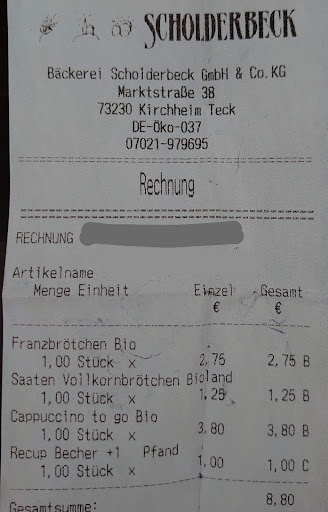 SCHOLDERBECK
Bäckerei Scholderbeck GmbH & Co.KG
Marktstraße 38
73230 Kirchheim Teck
DE-Öko-037
07021-979695
Rechnung
RECHNUNG
Artikelname
Menge Einheit Einzel Gesamt
€ €
Franzbrötchen Bio
1,00 Stück x 2,75 2,75 B
Saaten Vollkornbrötchen Bioland
1,00 Stück x 1,25 1,25 B
Cappuccino to go Bio
1,00 Stück x 3,80 3,80 B
Recup Becher +1 Pfand
1,00 Stück x 1,00 1,00 C
Gesamtsumme: 8,80